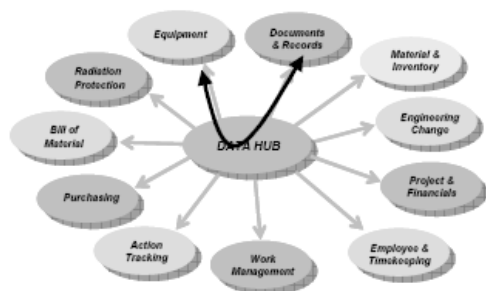 Equipment
Documents
& Records
Radiation
Protection
Material &
Inventory
Bill of
Material
Engineering
Change
DATA HUB
Purchasing
Project &
Financials
Action
Tracking
Work
Management
Employee &
Timekeeping